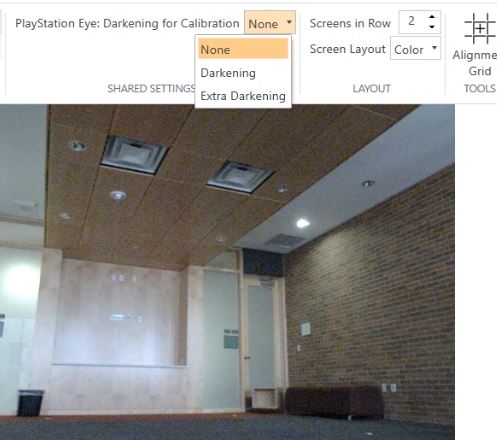 PlayStation Eye: Darkening for Calibration None
None
Darkening
Extra Darkening
SHARED SETTINGS
Screens in Row 2
Screen Layout Color
LAYOUT
Alignme
Grid
TOOLS